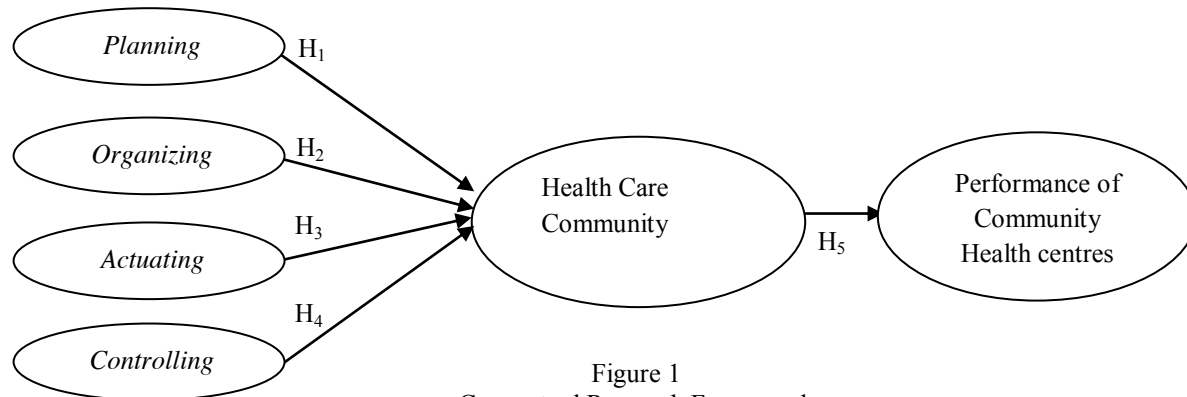 Planning
H₁
Organizing
H₂
Actuating
H₃
Controlling
H₄
Health Care
Community
H₅
Performance of
Community
Health centres
Figure 1